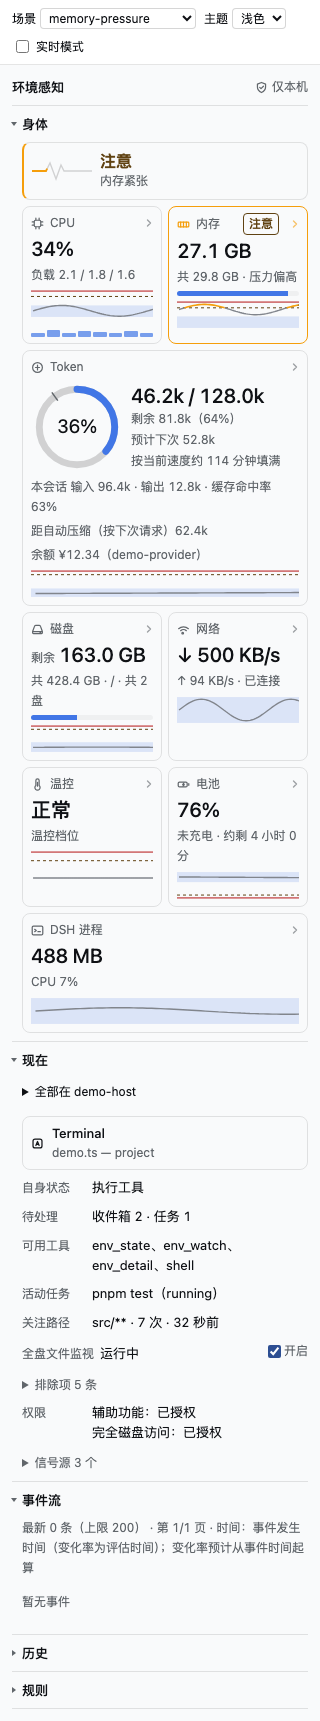 场景 memory-pressure 主题 浅色
实时模式
环境感知 仅本机
身体
注意
内存紧张
CPU
34%
负载 2.1 / 1.8 / 1.6
内存 注意
27.1 GB
共 29.8 GB · 压力偏高
Token
36%
46.2k / 128.0k
剩余 81.8k（64%）
预计下次 52.8k
按当前速度约 114 分钟填满
本会话 输入 96.4k · 输出 12.8k · 缓存命中率
63%
距自动压缩（按下次请求）62.4k
余额 ¥12.34（demo-provider）
磁盘
剩余 163.0 GB
共 428.4 GB · / · 共 2
盘
网络
↓ 500 KB/s
↑ 94 KB/s · 已连接
温控
正常
温控档位
电池
76%
未充电 · 约剩 4 小时 0
分
DSH 进程
488 MB
CPU 7%
现在
全部在 demo-host
Terminal
demo.ts — project
自身状态 执行工具
待处理 收件箱 2 · 任务 1
可用工具 env_state、env_watch、
env_detail、shell
活动任务 pnpm test（running）
关注路径 src/** · 7 次 · 32 秒前
全盘文件监视 运行中 开启
排除项 5 条
权限 辅助功能：已授权
完全磁盘访问：已授权
信号源 3 个
事件流
最新 0 条（上限 200） · 第 1/1 页 · 时间：事件发生
时间（变化率为评估时间）；变化率预计从事件时间起
算
暂无事件
历史
规则